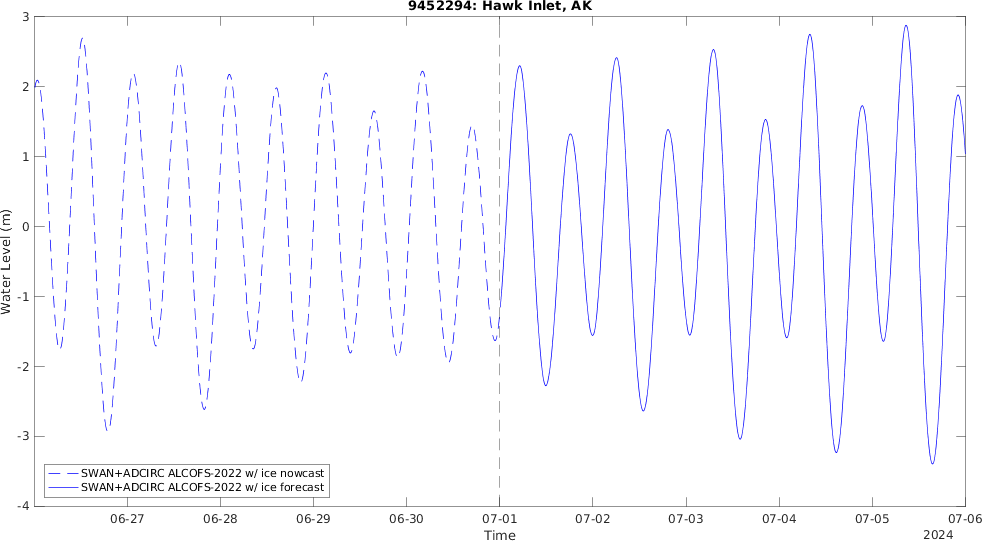 9452294: Hawk Inlet, AK
3
2
1
0
-1
-2
-3
-4
Water Level (m)
SWAN+ADCIRC ALCOFS-2022 w/ ice nowcast
SWAN+ADCIRC ALCOFS-2022 w/ ice forecast
06-27 06-28 06-29 06-30 07-01 07-02 07-03 07-04 07-05 07-06
Time
2024